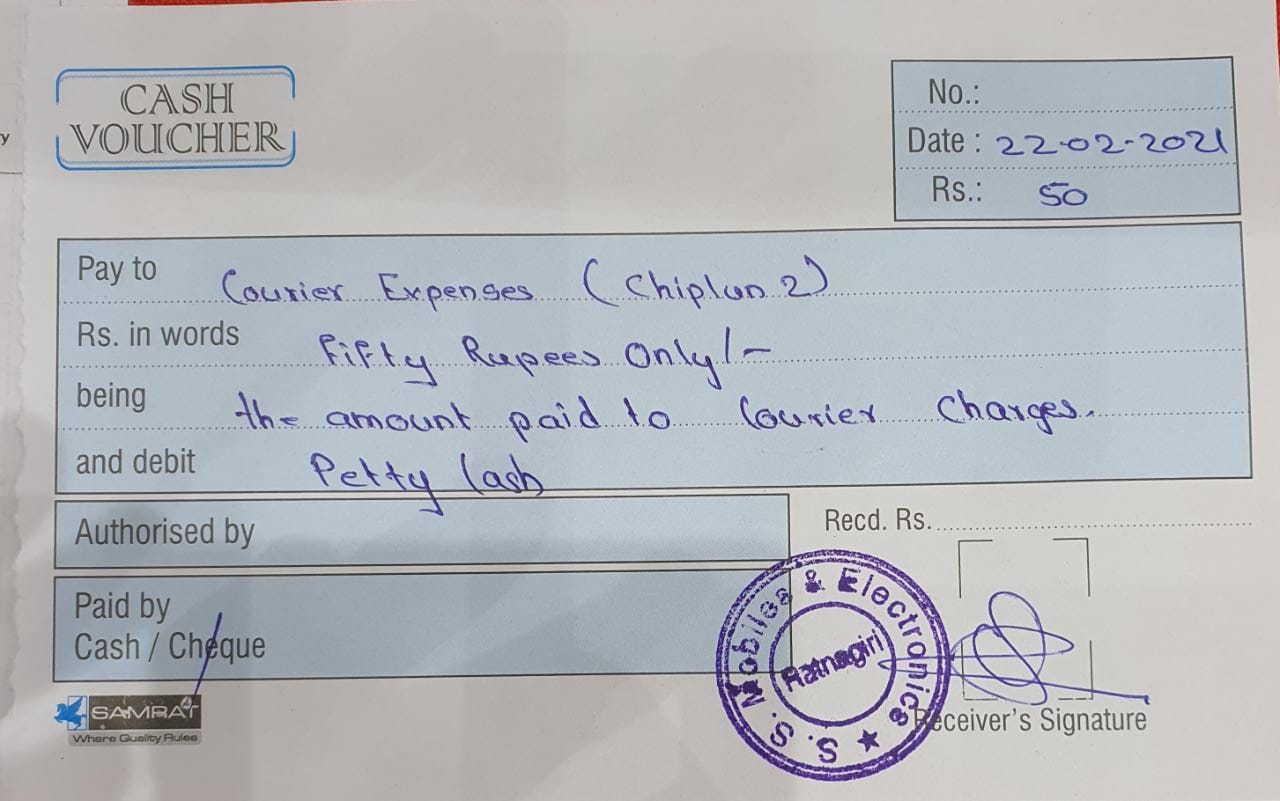 CASH
VOUCHER
No.:
Date : 22-02-2021
Rs.: 50
Pay to Courier Expenses (Chiplun 2)
Rs. in words Fifty Rupees Only/-
being the amount paid to Courier Charges.
and debit Petty Cash
Authorised by
Recd. Rs.
Paid by
Cash / Cheque
S. S. Mobiles & Electronics ★
Ratnagiri
Receiver's Signature
SAMRAT
Where Quality Rules
y